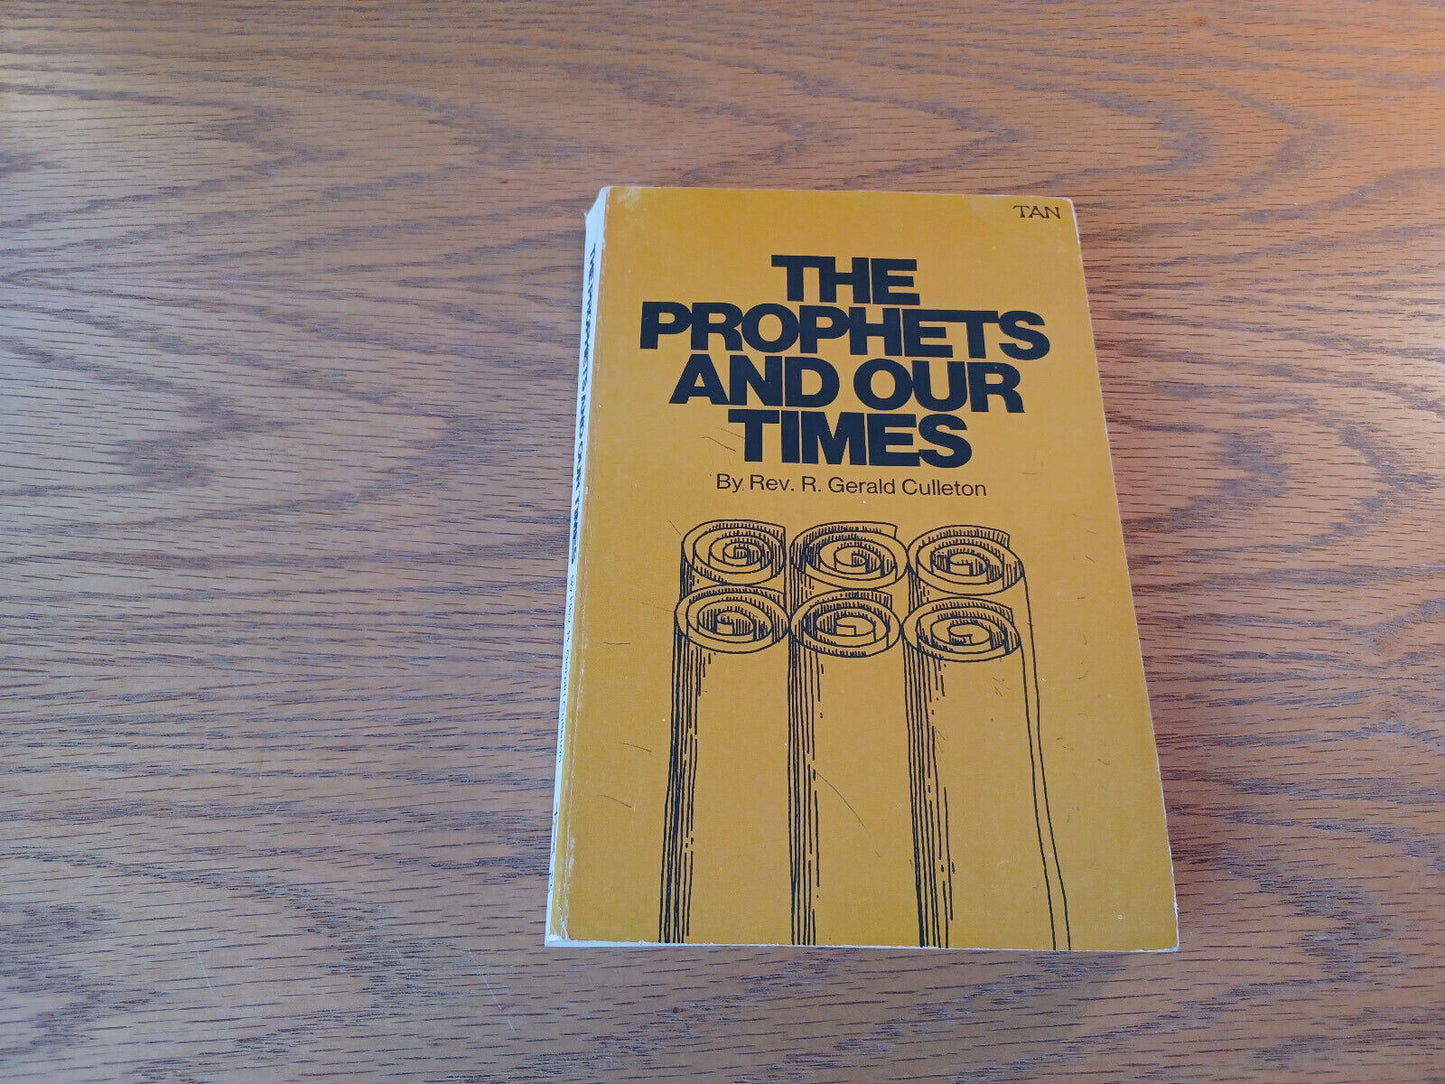 TAN
THE
PROPHETS
AND OUR
TIMES
By Rev. R. Gerald Culleton
THE PROPHETS AND OUR TIMES